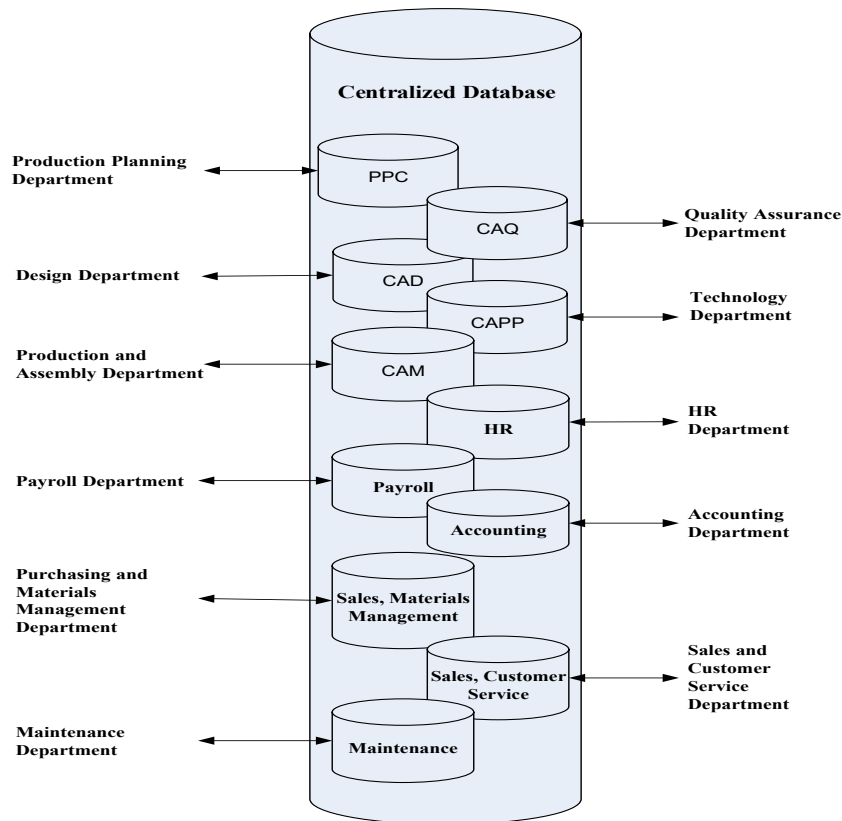 Centralized Database
Production Planning
Department
PPC
CAQ
Quality Assurance
Department
Design Department
CAD
CAPP
Technology
Department
Production and
Assembly Department
CAM
HR
HR
Department
Payroll Department
Payroll
Accounting
Accounting
Department
Purchasing and
Materials
Management
Department
Sales, Materials
Management
Sales, Customer
Service
Sales and
Customer
Service
Department
Maintenance
Department
Maintenance